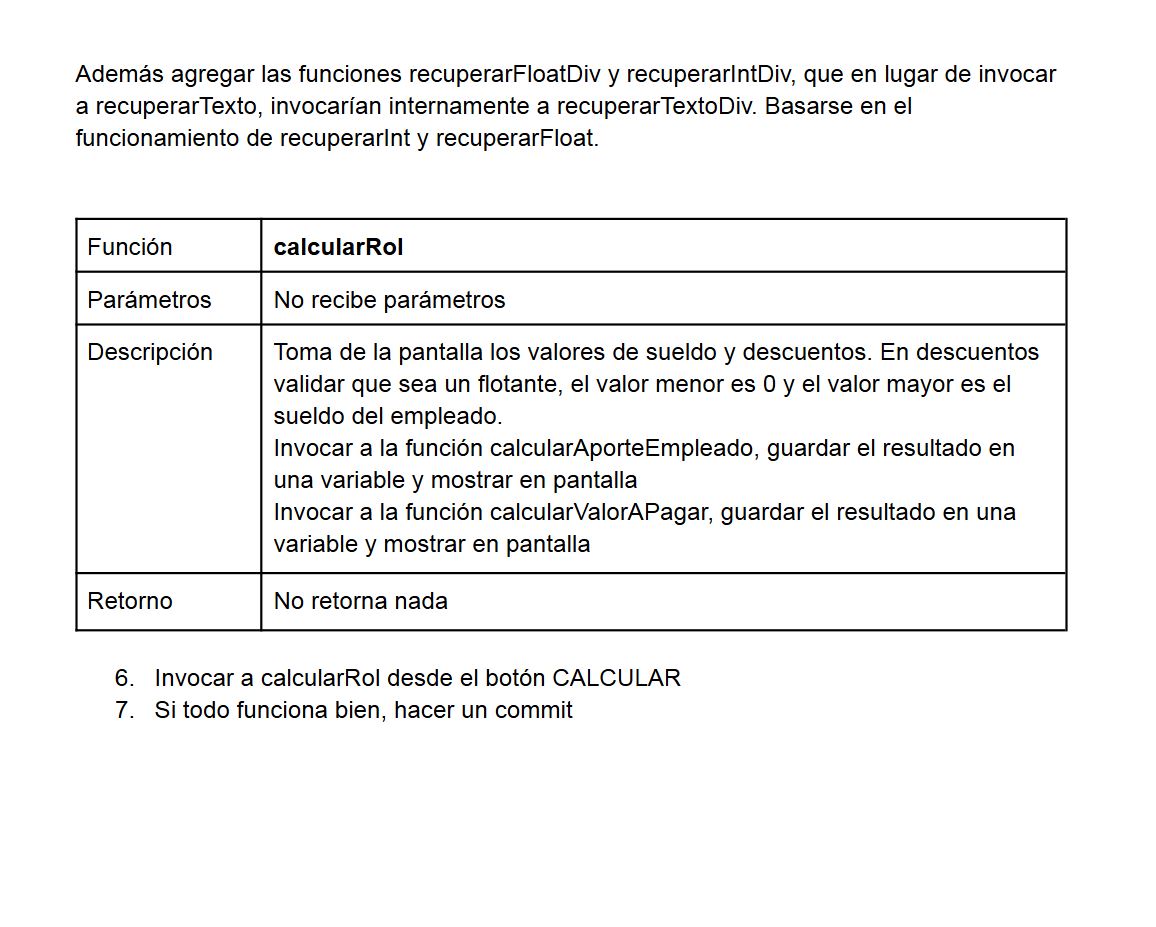 Además agregar las funciones recuperarFloatDiv y recuperarIntDiv, que en lugar de invocar
a recuperarTexto, invocarían internamente a recuperarTextoDiv. Basarse en el
funcionamiento de recuperarInt y recuperarFloat.
Función calcularRol
Parámetros No recibe parámetros
Descripción Toma de la pantalla los valores de sueldo y descuentos. En descuentos
validar que sea un flotante, el valor menor es 0 y el valor mayor es el
sueldo del empleado.
Invocar a la función calcularAporteEmpleado, guardar el resultado en
una variable y mostrar en pantalla
Invocar a la función calcularValorAPagar, guardar el resultado en una
variable y mostrar en pantalla
Retorno No retorna nada
6. Invocar a calcularRol desde el botón CALCULAR
7. Si todo funciona bien, hacer un commit